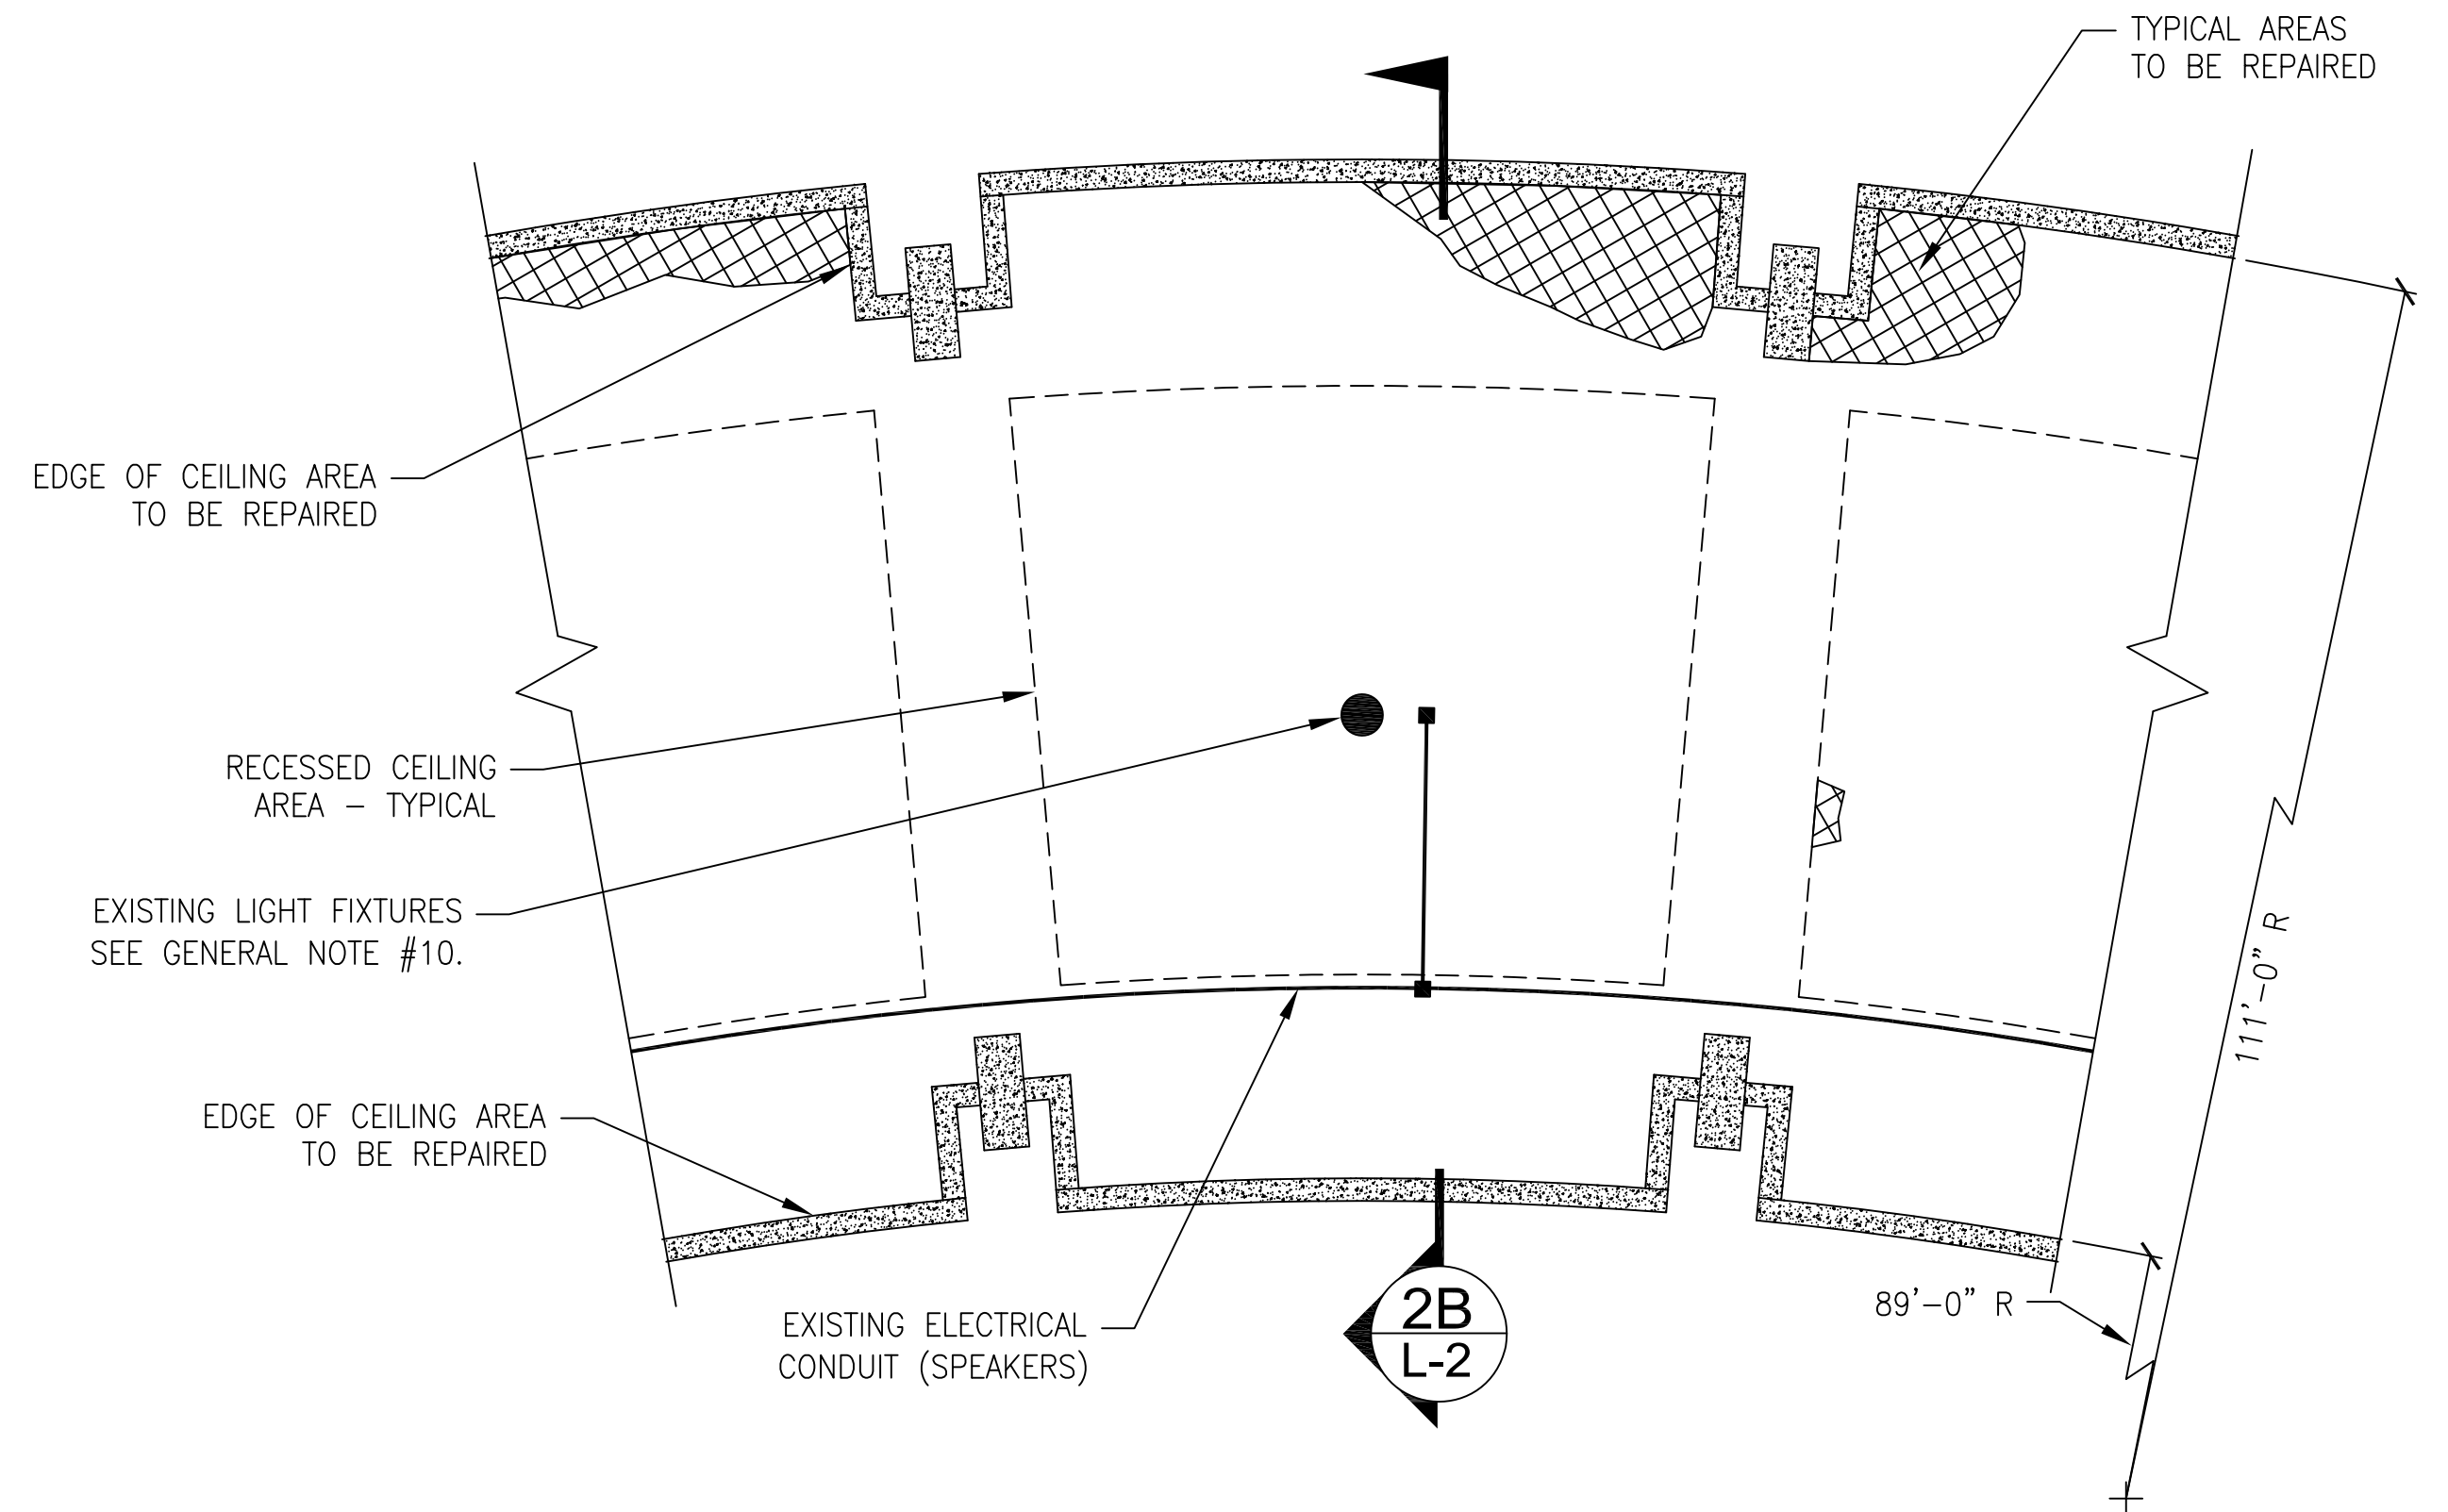 TYPICAL AREAS
TO BE REPAIRED
EDGE OF CEILING AREA
TO BE REPAIRED
RECESSED CEILING
AREA – TYPICAL
EXISTING LIGHT FIXTURES
SEE GENERAL NOTE #10.
111'–0” R
EDGE OF CEILING AREA
TO BE REPAIRED
89'–0” R
EXISTING ELECTRICAL
CONDUIT (SPEAKERS)
2B
L-2